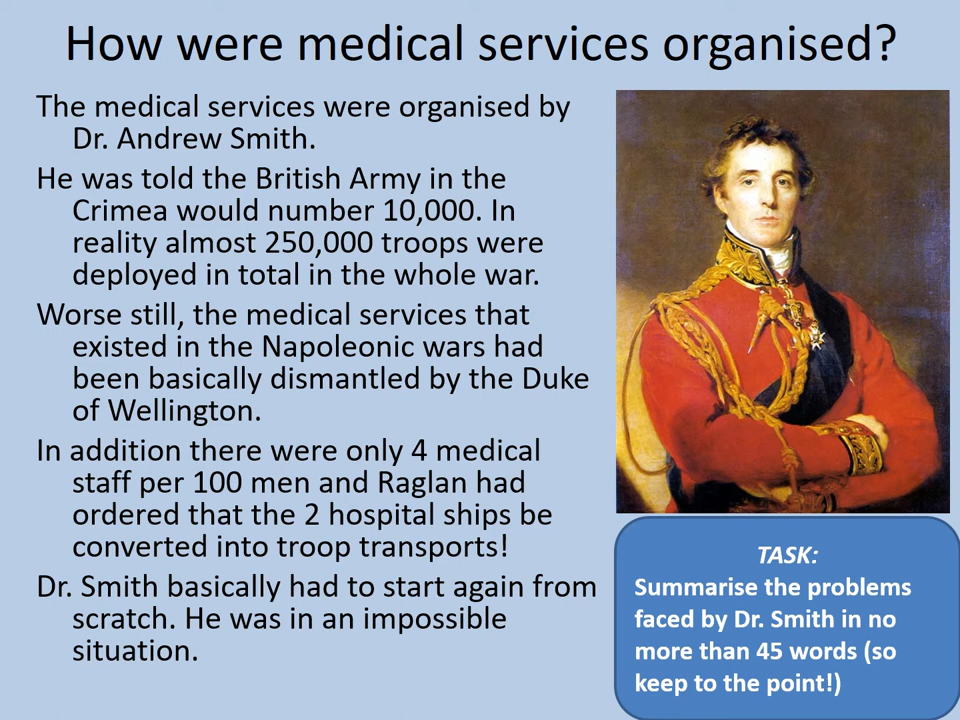 How were medical services organised?
The medical services were organised by
Dr. Andrew Smith.
He was told the British Army in the
Crimea would number 10,000. In
reality almost 250,000 troops were
deployed in total in the whole war.
Worse still, the medical services that
existed in the Napoleonic wars had
been basically dismantled by the Duke
of Wellington.
In addition there were only 4 medical
staff per 100 men and Raglan had
ordered that the 2 hospital ships be
converted into troop transports!
Dr. Smith basically had to start again from
scratch. He was in an impossible
situation.
TASK:
Summarise the problems
faced by Dr. Smith in no
more than 45 words (so
keep to the point!)